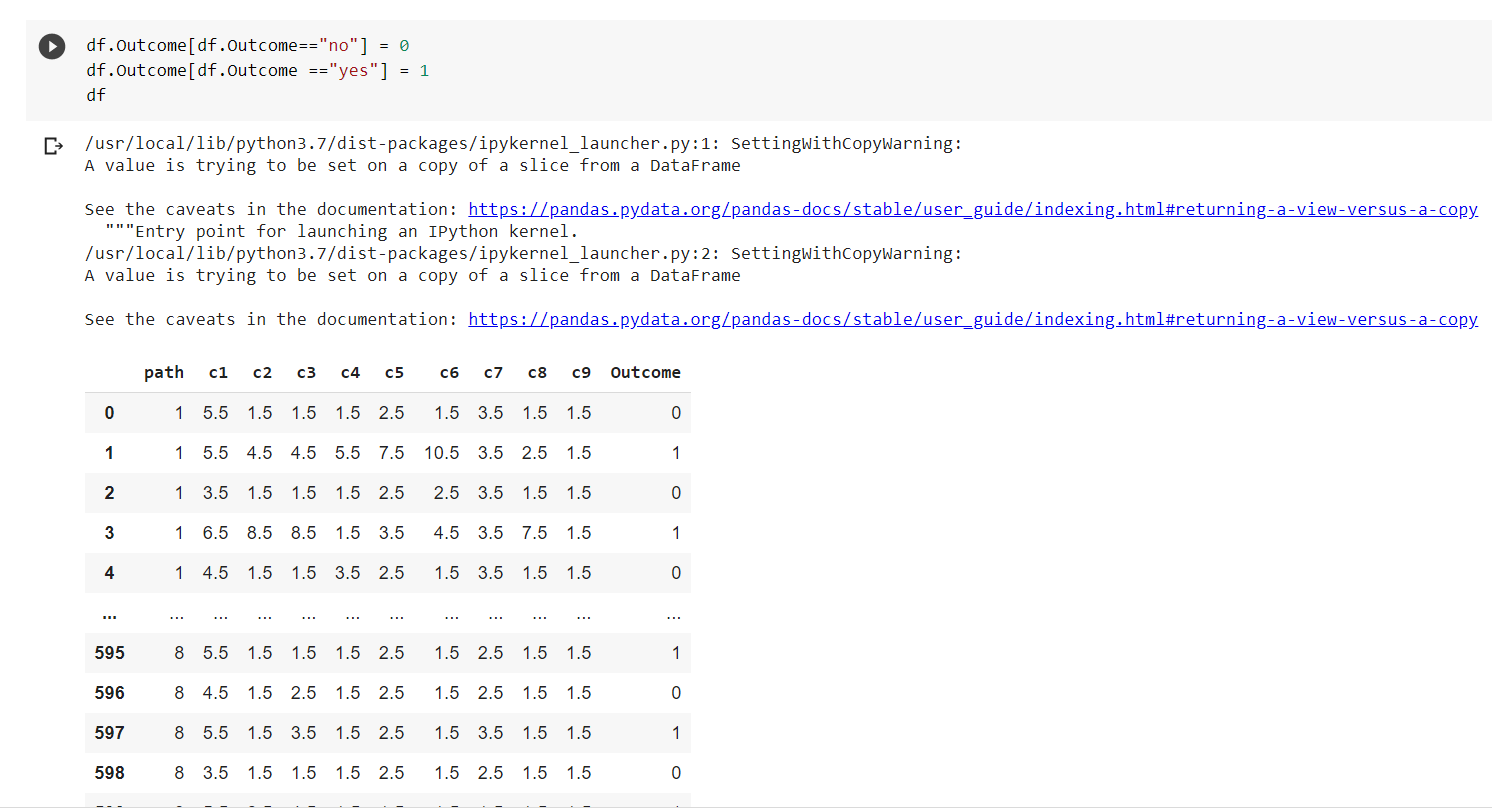 df.Outcome[df.Outcome=="no"] = 0
df.Outcome[df.Outcome =="yes"] = 1
df
/usr/local/lib/python3.7/dist-packages/ipykernel_launcher.py:1: SettingWithCopyWarning:
A value is trying to be set on a copy of a slice from a DataFrame
See the caveats in the documentation: https://pandas.pydata.org/pandas-docs/stable/user_guide/indexing.html#returning-a-view-versus-a-copy
"""Entry point for launching an IPython kernel.
/usr/local/lib/python3.7/dist-packages/ipykernel_launcher.py:2: SettingWithCopyWarning:
A value is trying to be set on a copy of a slice from a DataFrame
See the caveats in the documentation: https://pandas.pydata.org/pandas-docs/stable/user_guide/indexing.html#returning-a-view-versus-a-copy
path c1 c2 c3 c4 c5 c6 c7 c8 c9 Outcome
0 1 5.5 1.5 1.5 1.5 2.5 1.5 3.5 1.5 1.5 0
1 1 5.5 4.5 4.5 5.5 7.5 10.5 3.5 2.5 1.5 1
2 1 3.5 1.5 1.5 1.5 2.5 2.5 3.5 1.5 1.5 0
3 1 6.5 8.5 8.5 1.5 3.5 4.5 3.5 7.5 1.5 1
4 1 4.5 1.5 1.5 3.5 2.5 1.5 3.5 1.5 1.5 0
... ... ... ... ... ... ... ... ... ... ... ...
595 8 5.5 1.5 1.5 1.5 2.5 1.5 2.5 1.5 1.5 1
596 8 4.5 1.5 2.5 1.5 2.5 1.5 2.5 1.5 1.5 0
597 8 5.5 1.5 3.5 1.5 2.5 1.5 3.5 1.5 1.5 1
598 8 3.5 1.5 1.5 1.5 2.5 1.5 2.5 1.5 1.5 0